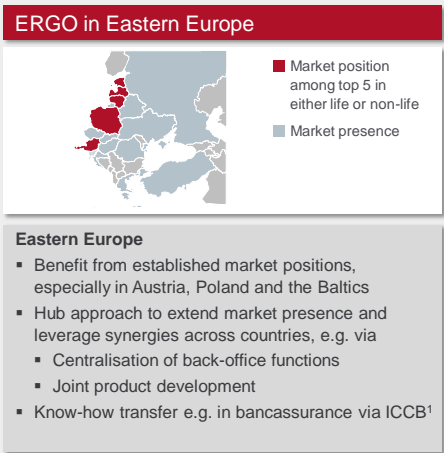 ERGO in Eastern Europe
Market position
among top 5 in
either life or non-life
Market presence
Eastern Europe
▪ Benefit from established market positions,
especially in Austria, Poland and the Baltics
▪ Hub approach to extend market presence and
leverage synergies across countries, e.g. via
▪ Centralisation of back-office functions
▪ Joint product development
▪ Know-how transfer e.g. in bancassurance via ICCB¹